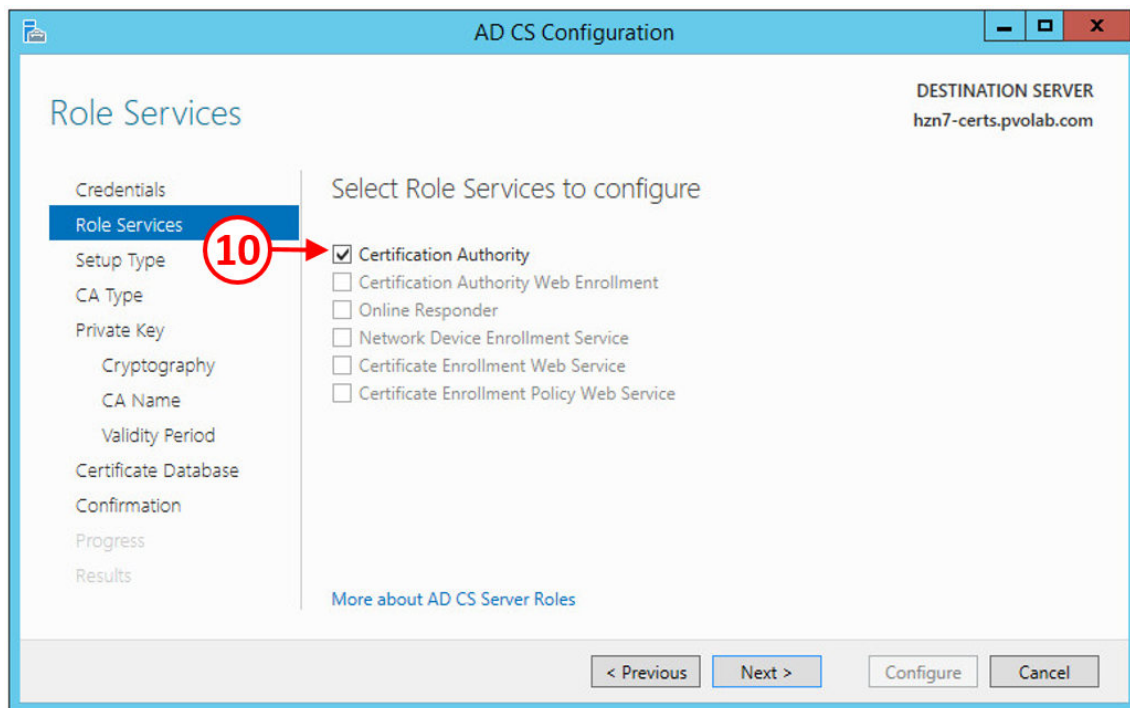 AD CS Configuration
Role Services
DESTINATION SERVER
hzn7-certs.pvolab.com
Credentials
Role Services
Setup Type
CA Type
Private Key
Cryptography
CA Name
Validity Period
Certificate Database
Confirmation
Progress
Results
Select Role Services to configure
10
Certification Authority
Certification Authority Web Enrollment
Online Responder
Network Device Enrollment Service
Certificate Enrollment Web Service
Certificate Enrollment Policy Web Service
More about AD CS Server Roles
< Previous
Next >
Configure
Cancel